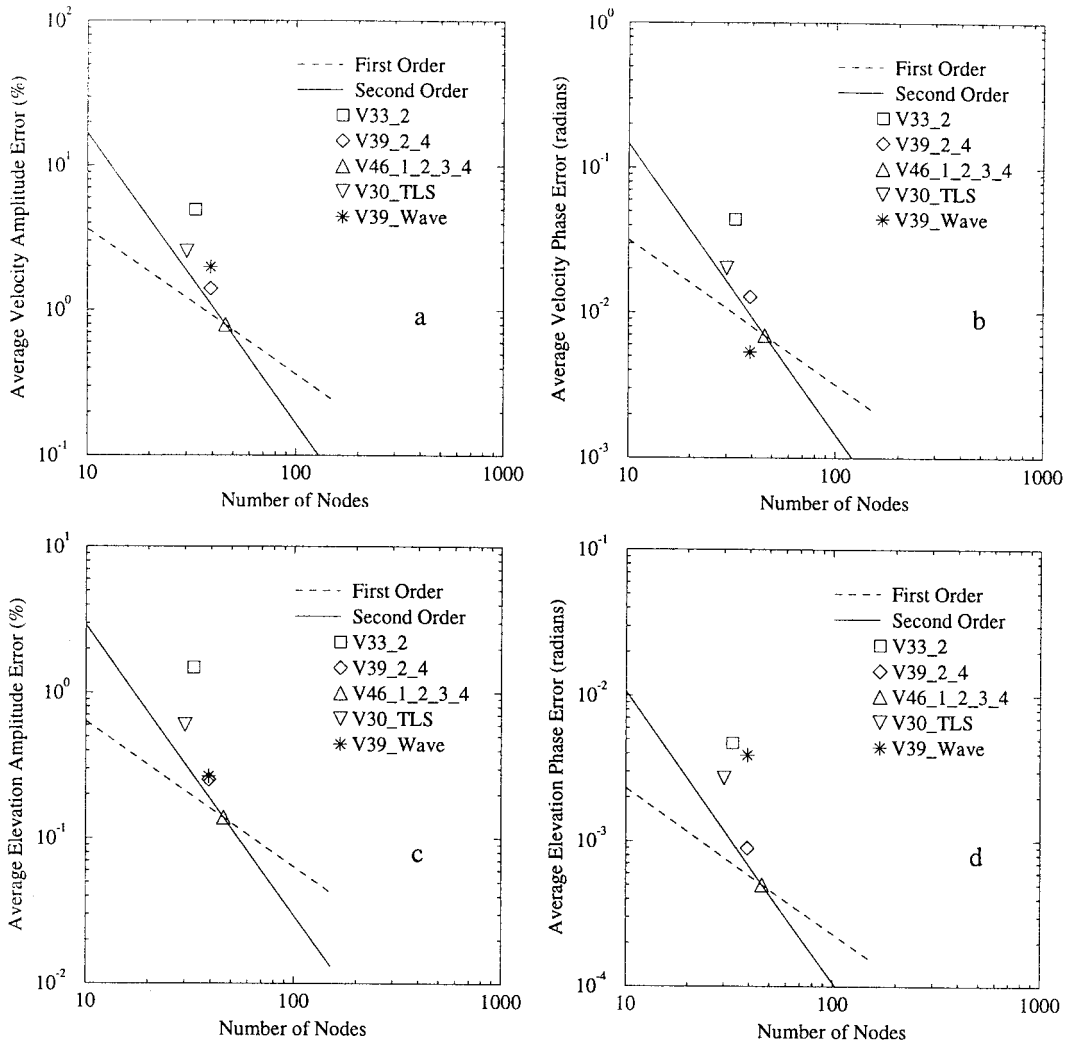 Average Velocity Amplitude Error (%)
10²
10¹
10⁰
10⁻¹
10
100
1000
Number of Nodes
First Order
Second Order
V33_2
V39_2_4
V46_1_2_3_4
V30_TLS
V39_Wave
a
Average Velocity Phase Error (radians)
10⁰
10⁻¹
10⁻²
10⁻³
10
100
1000
Number of Nodes
First Order
Second Order
V33_2
V39_2_4
V46_1_2_3_4
V30_TLS
V39_Wave
b
Average Elevation Amplitude Error (%)
10¹
10⁰
10⁻¹
10⁻²
10
100
1000
Number of Nodes
First Order
Second Order
V33_2
V39_2_4
V46_1_2_3_4
V30_TLS
V39_Wave
c
Average Elevation Phase Error (radians)
10⁻¹
10⁻²
10⁻³
10⁻⁴
10
100
1000
Number of Nodes
First Order
Second Order
V33_2
V39_2_4
V46_1_2_3_4
V30_TLS
V39_Wave
d